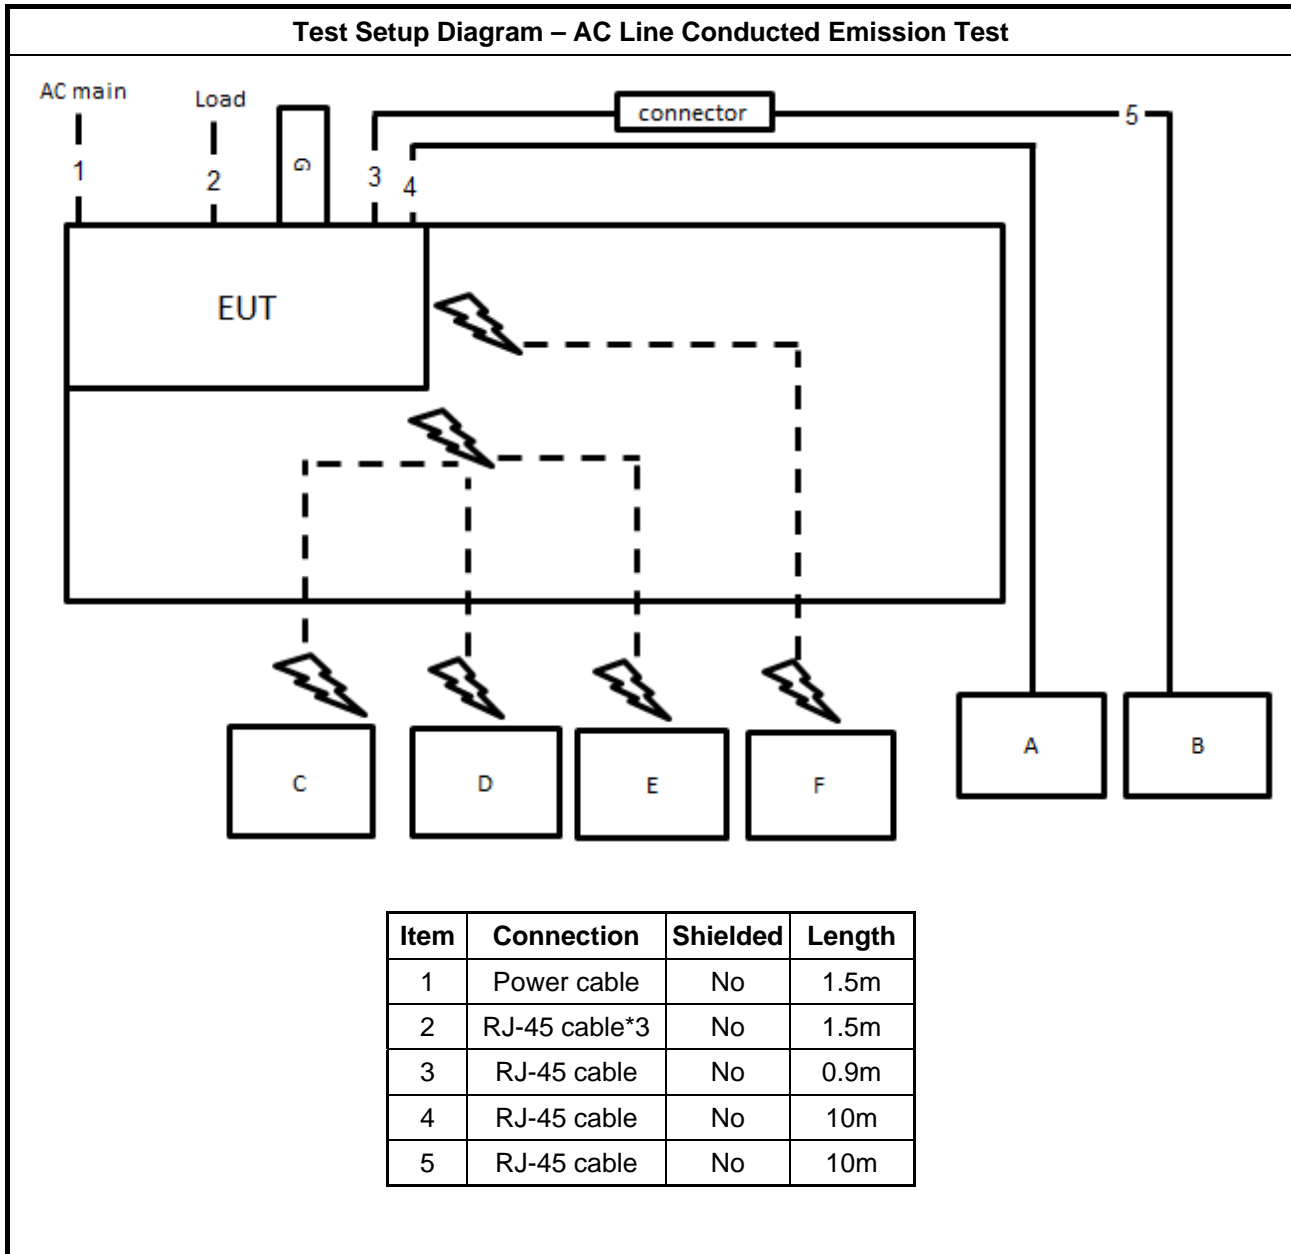 Test Setup Diagram – AC Line Conducted Emission Test
AC main
Load
connector
5
1
2
G
3
4
EUT
A
B
C
D
E
F
Item Connection Shielded Length
1 Power cable No 1.5m
2 RJ-45 cable*3 No 1.5m
3 RJ-45 cable No 0.9m
4 RJ-45 cable No 10m
5 RJ-45 cable No 10m